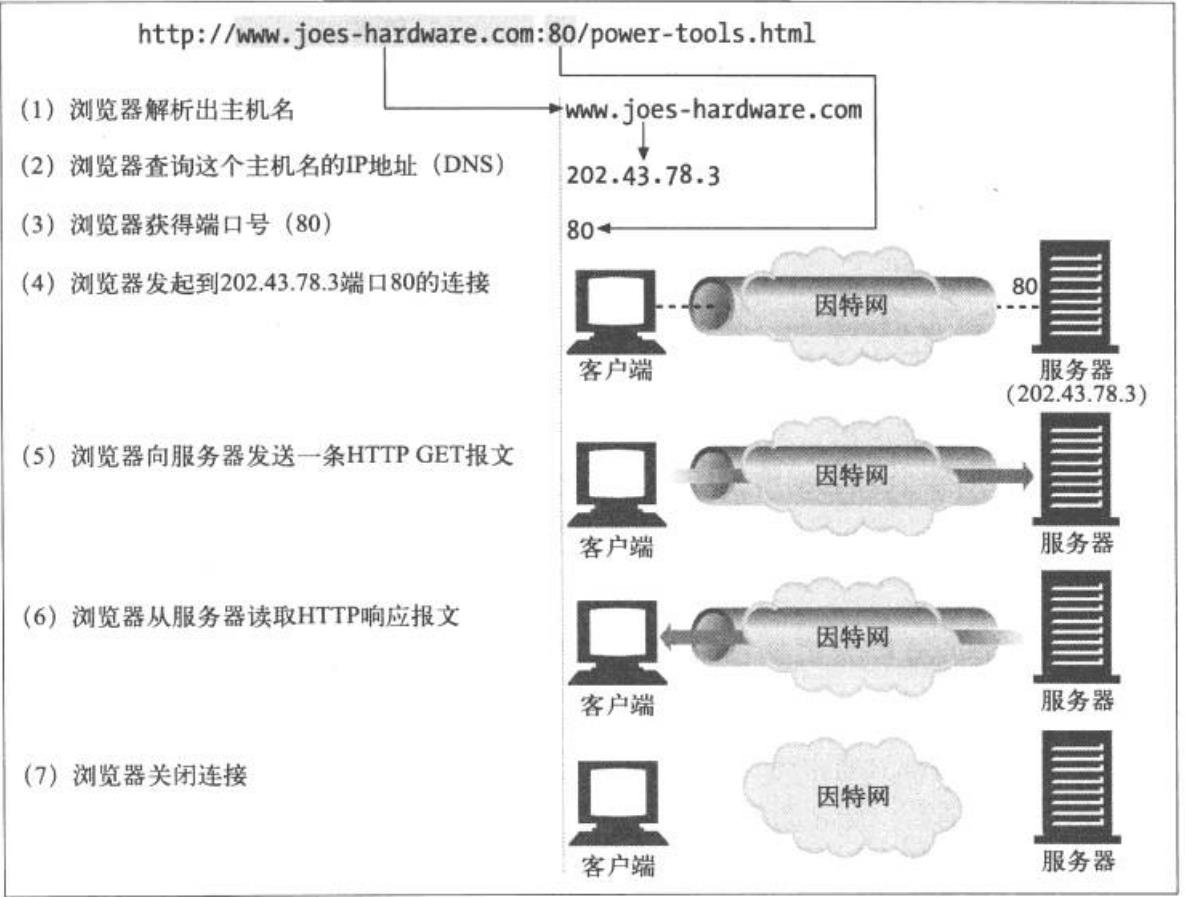 http://www.joes-hardware.com:80/power-tools.html
(1) 浏览器解析出主机名
www.joes-hardware.com
(2) 浏览器查询这个主机名的IP地址（DNS）
202.43.78.3
(3) 浏览器获得端口号（80）
80
(4) 浏览器发起到202.43.78.3端口80的连接
因特网
80
客户端
服务器
(202.43.78.3)
(5) 浏览器向服务器发送一条HTTP GET报文
因特网
客户端
服务器
(6) 浏览器从服务器读取HTTP响应报文
因特网
客户端
服务器
(7) 浏览器关闭连接
因特网
客户端
服务器